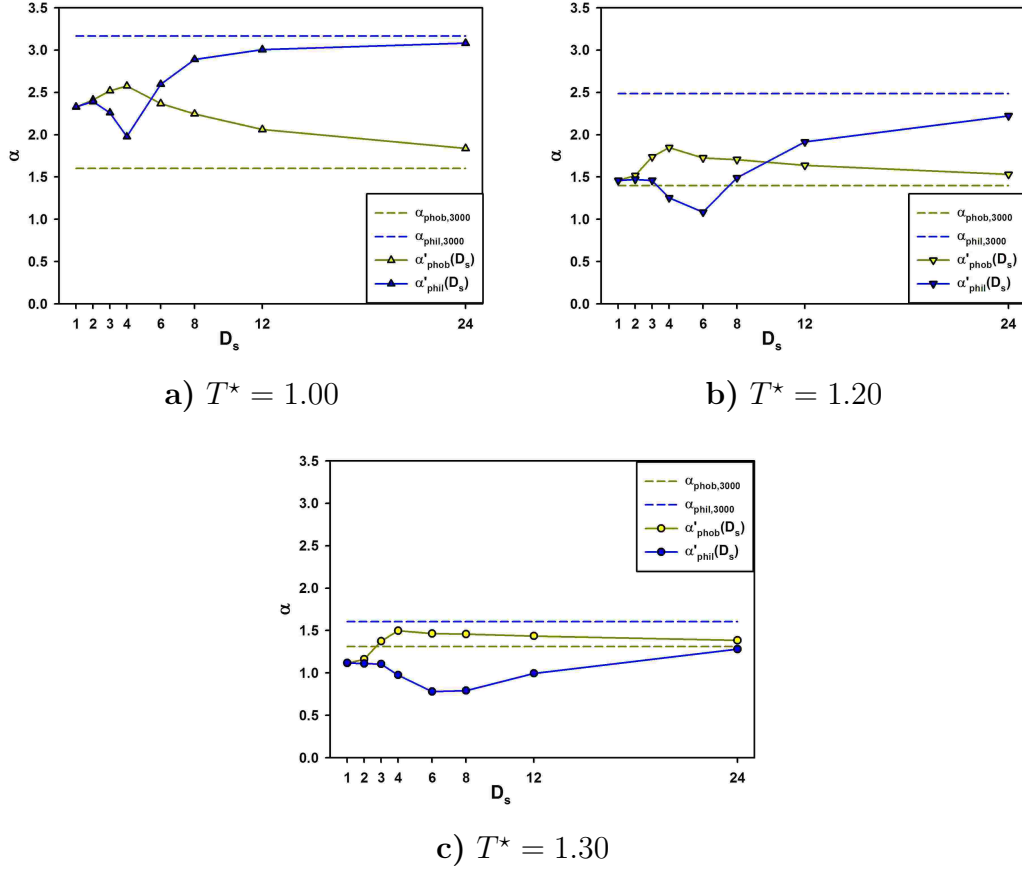 3.5
3.0
2.5
2.0
1.5
1.0
0.5
0.0
α
α_phob,3000
α_phil,3000
α'_phob(D_s)
α'_phil(D_s)
1 2 3 4 6 8 12 24
D_s
a) T⋆ = 1.00
3.5
3.0
2.5
2.0
1.5
1.0
0.5
0.0
α
α_phob,3000
α_phil,3000
α'_phob(D_s)
α'_phil(D_s)
1 2 3 4 6 8 12 24
D_s
b) T⋆ = 1.20
3.5
3.0
2.5
2.0
1.5
1.0
0.5
0.0
α
α_phob,3000
α_phil,3000
α'_phob(D_s)
α'_phil(D_s)
1 2 3 4 6 8 12 24
D_s
c) T⋆ = 1.30